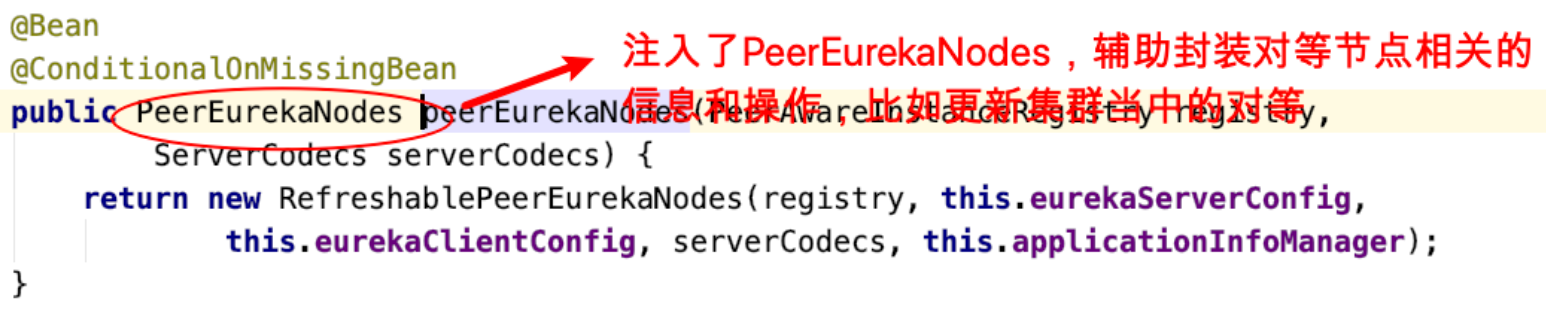 @Bean
@ConditionalOnMissingBean
注入了PeerEurekaNodes，辅助封装对等节点相关的
信息和操作，比如更新集群当中的对等
public PeerEurekaNodes peerEurekaNodes(PeerAwareInstanceRegistry registry,
ServerCodecs serverCodecs) {
return new RefreshablePeerEurekaNodes(registry, this.eurekaServerConfig,
this.eurekaClientConfig, serverCodecs, this.applicationInfoManager);
}